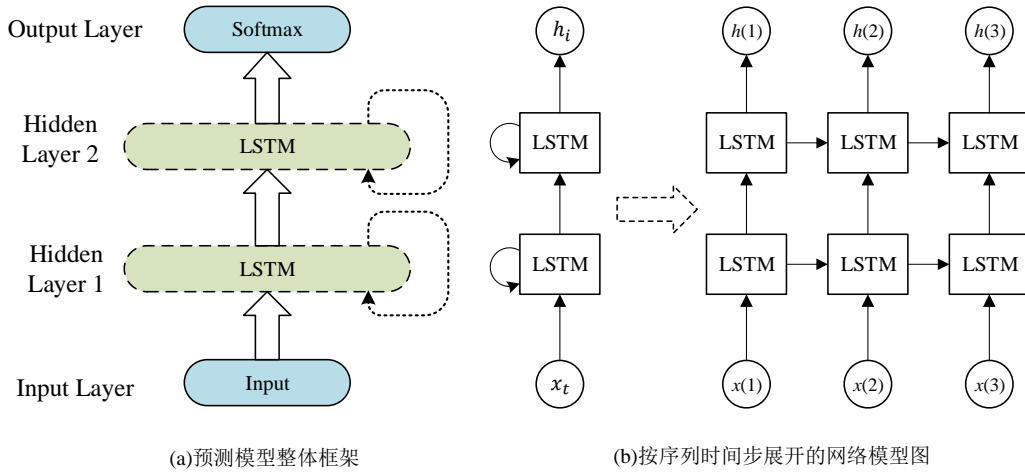 Output Layer
Softmax
Hidden
Layer 2
LSTM
Hidden
Layer 1
LSTM
Input Layer
Input
(a)预测模型整体框架
h_i
LSTM
LSTM
x_t
h(1)
h(2)
h(3)
LSTM
LSTM
LSTM
LSTM
LSTM
LSTM
x(1)
x(2)
x(3)
(b)按序列时间步展开的网络模型图